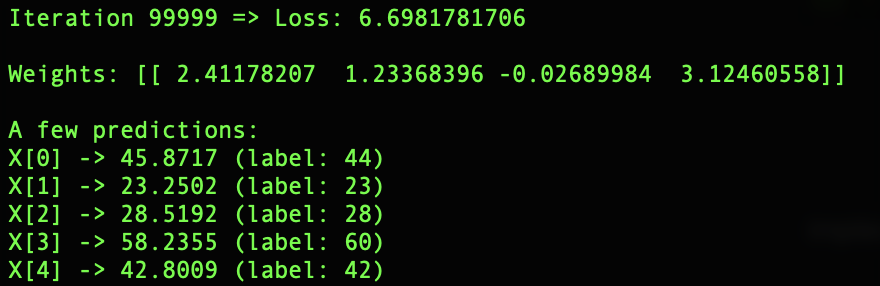 Iteration 99999 => Loss: 6.6981781706
Weights: [[ 2.41178207  1.23368396 -0.02689984  3.12460558]]
A few predictions:
X[0] -> 45.8717 (label: 44)
X[1] -> 23.2502 (label: 23)
X[2] -> 28.5192 (label: 28)
X[3] -> 58.2355 (label: 60)
X[4] -> 42.8009 (label: 42)